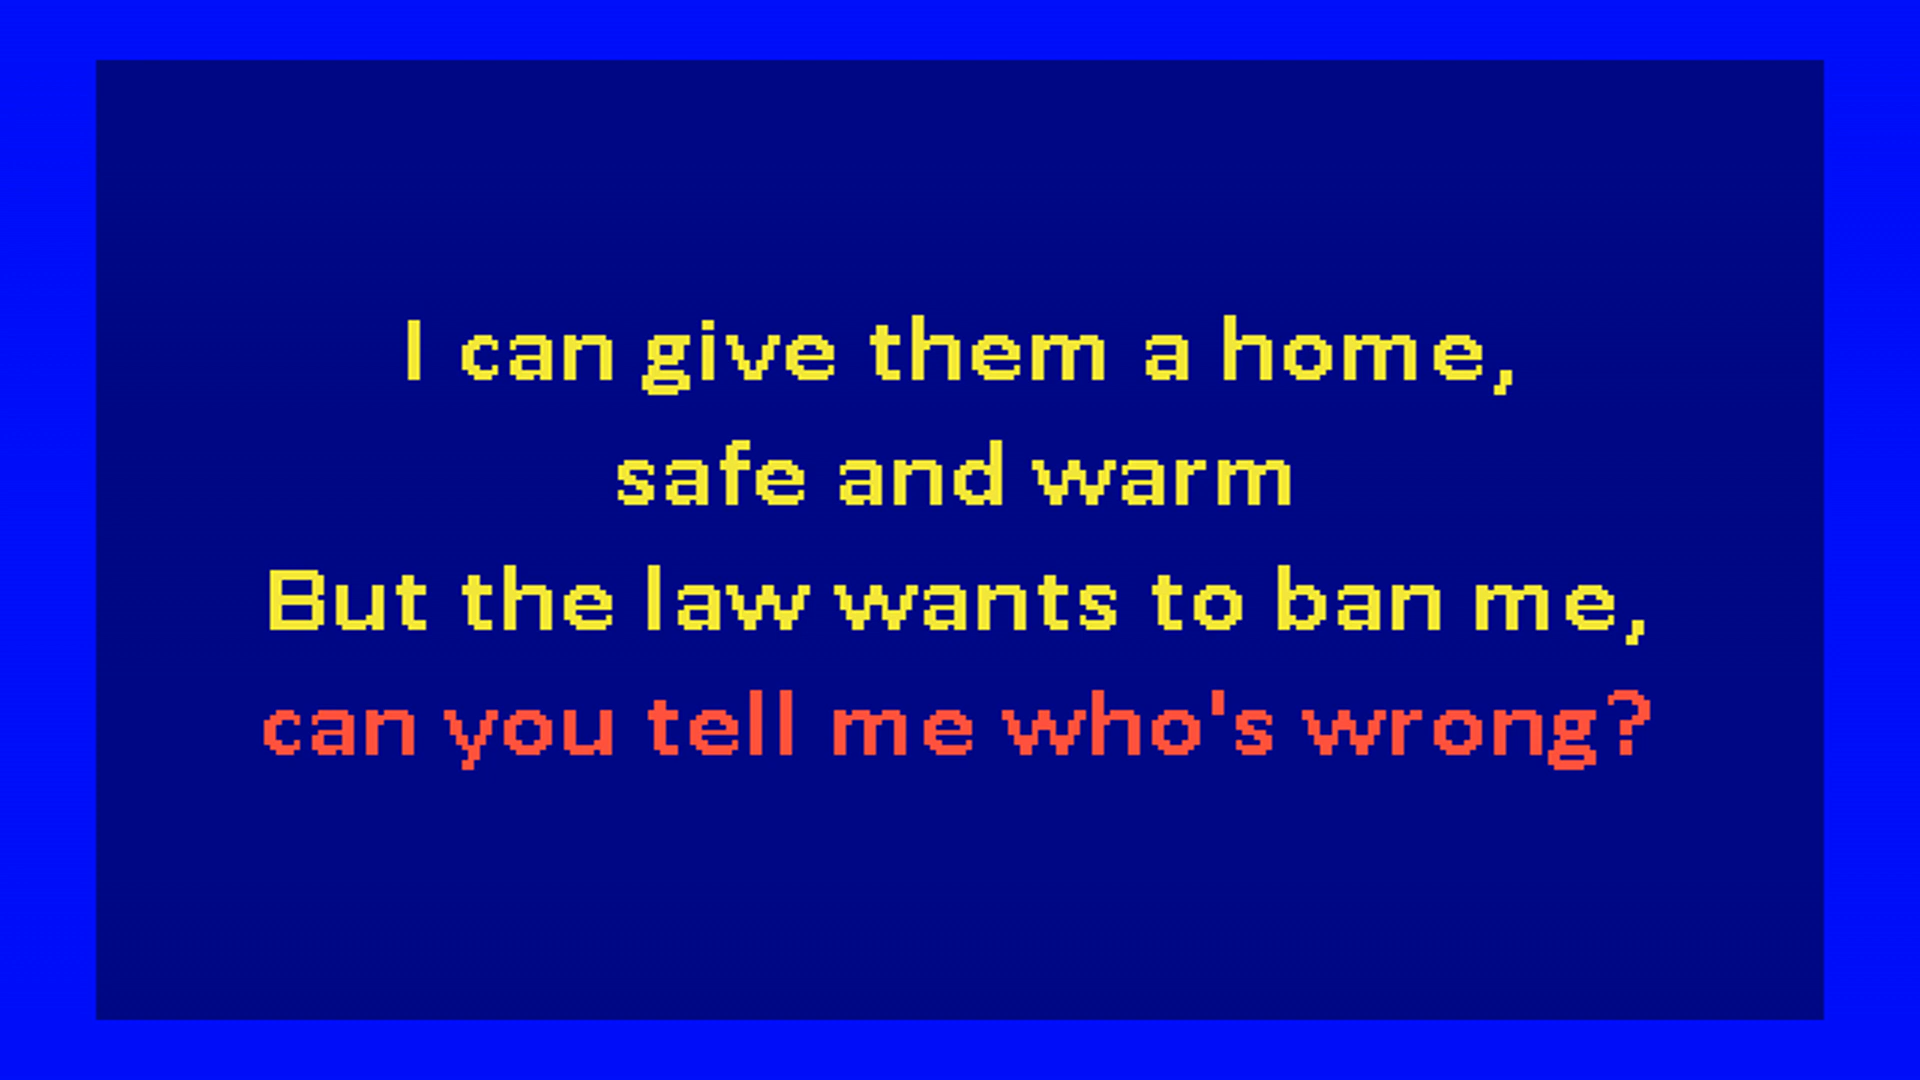 I can give them a home,
safe and warm
But the law wants to ban me,
can you tell me who's wrong?